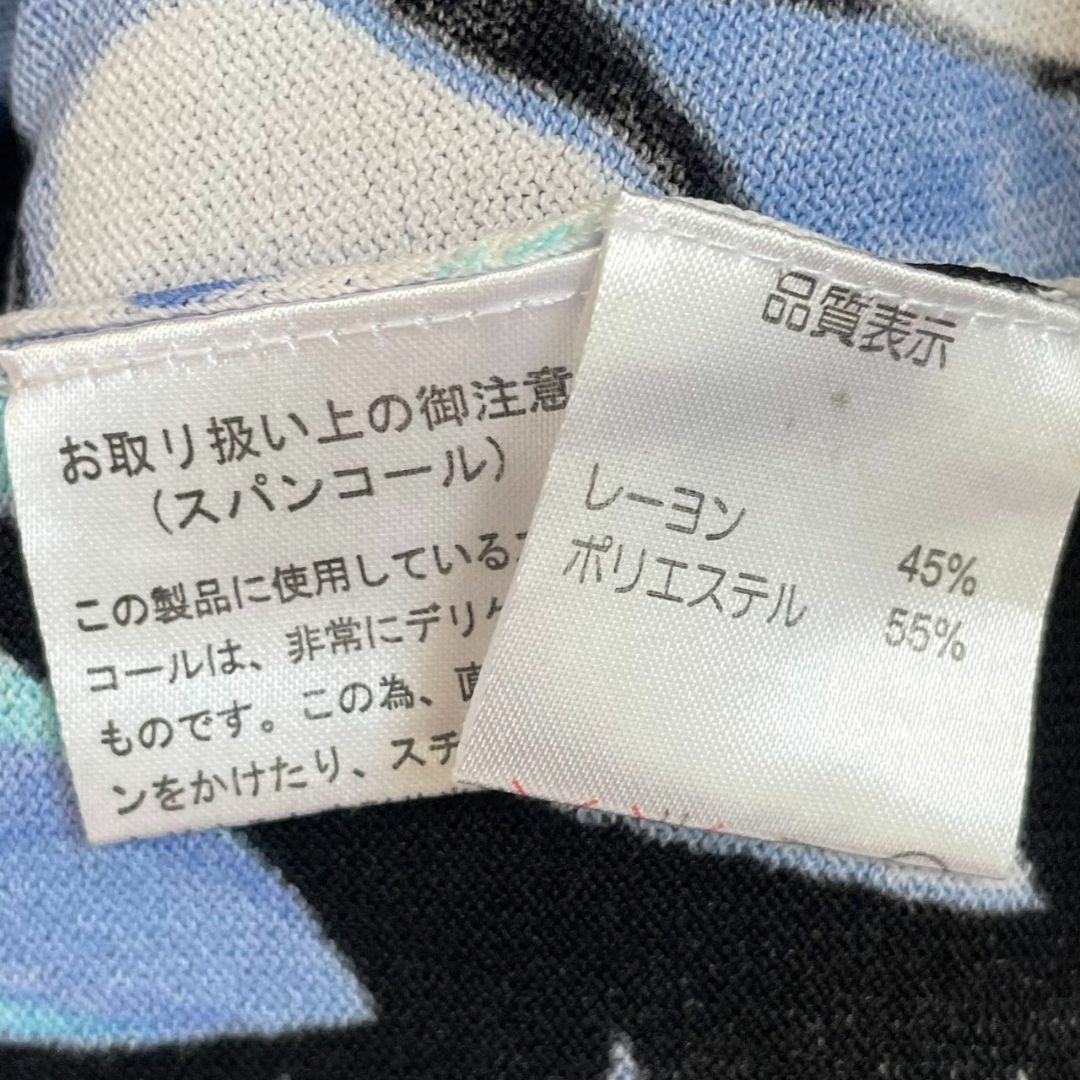 お取り扱い上の御注意
（スパンコール）
この製品に使用している
コールは、非常にデリ
ものです。この為、直
ンをかけたり、スチ
品質表示
レーヨン 45%
ポリエステル 55%